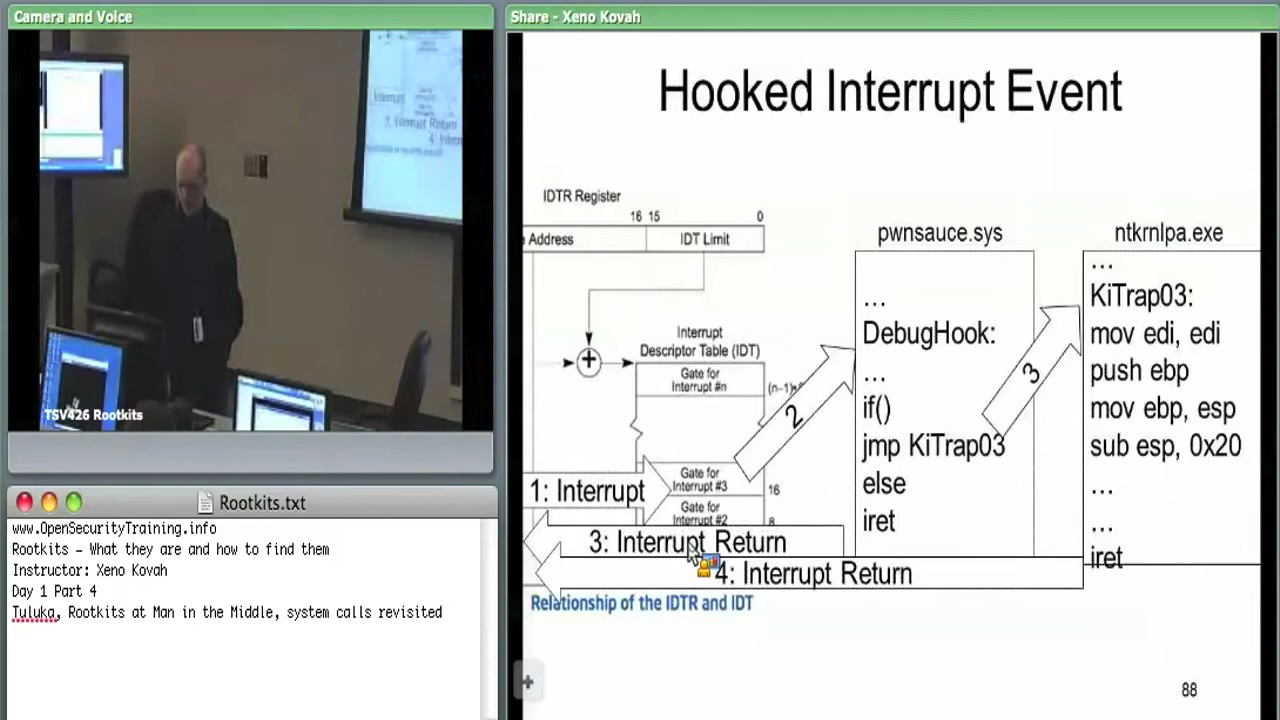 Camera and Voice
TSV426 Rootkits
Rootkits.txt
www.OpenSecurityTraining.info
Rootkits – What they are and how to find them
Instructor: Xeno Kovah
Day 1 Part 4
Tuluka, Rootkits at Man in the Middle, system calls revisited
Share - Xeno Kovah
Hooked Interrupt Event
IDTR Register
16 15 0
e Address
IDT Limit
+
Interrupt
Descriptor Table (IDT)
Gate for
Interrupt #n
Gate for
Interrupt #3
16
Gate for
Interrupt #2
8
1: Interrupt
2
3
3: Interrupt Return
4: Interrupt Return
Relationship of the IDTR and IDT
pwnsauce.sys
…
DebugHook:
…
if()
jmp KiTrap03
else
iret
ntkrnlpa.exe
…
KiTrap03:
mov edi, edi
push ebp
mov ebp, esp
sub esp, 0x20
…
…
iret
88